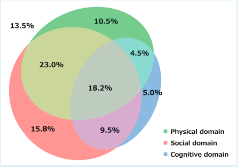 10.5%
13.5%
4.5%
23.0%
18.2%
5.0%
15.8%
9.5%
Physical domain
Social domain
Cognitive domain